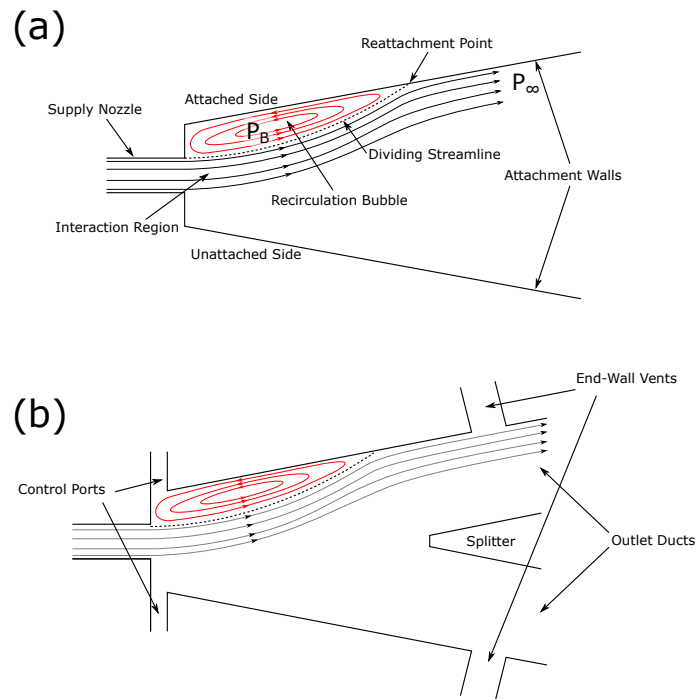 (a)
Reattachment Point
Supply Nozzle
Attached Side
P∞
P_B
Dividing Streamline
Attachment Walls
Recirculation Bubble
Interaction Region
Unattached Side
(b)
End-Wall Vents
Control Ports
Splitter
Outlet Ducts